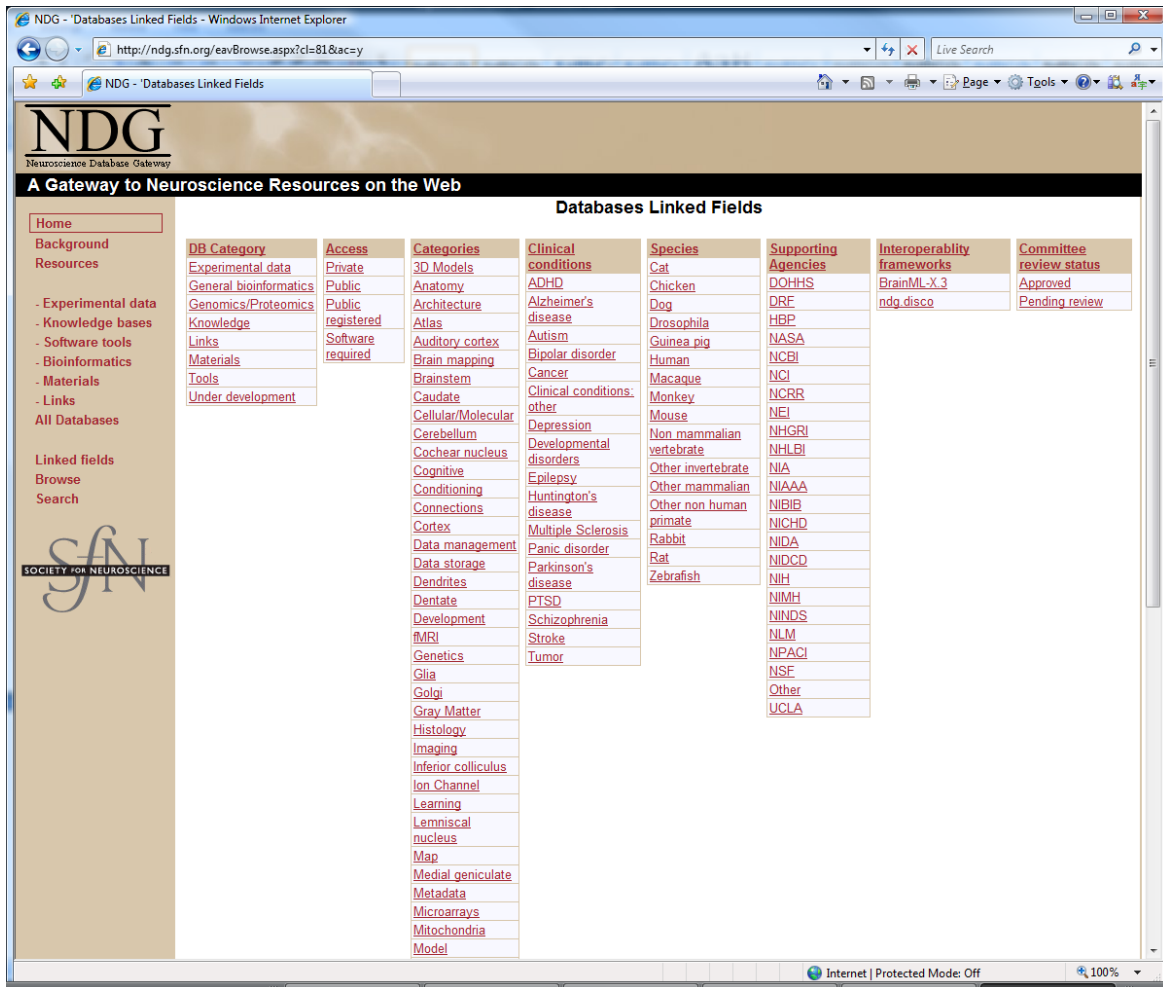 NDG - 'Databases Linked Fields - Windows Internet Explorer
http://ndg.sfn.org/eavBrowse.aspx?cl=81&ac=y
Live Search
NDG - 'Databases Linked Fields
Page
Tools
NDG
Neuroscience Database Gateway
A Gateway to Neuroscience Resources on the Web
Home
Background
Resources
- Experimental data
- Knowledge bases
- Software tools
- Bioinformatics
- Materials
- Links
All Databases
Linked fields
Browse
Search
SfN
SOCIETY FOR NEUROSCIENCE
Databases Linked Fields
DB Category
Experimental data
General bioinformatics
Genomics/Proteomics
Knowledge
Links
Materials
Tools
Under development
Access
Private
Public
Public
registered
Software
required
Categories
3D Models
Anatomy
Architecture
Atlas
Auditory cortex
Brain mapping
Brainstem
Caudate
Cellular/Molecular
Cerebellum
Cochear nucleus
Cognitive
Conditioning
Connections
Cortex
Data management
Data storage
Dendrites
Dentate
Development
fMRI
Genetics
Glia
Golgi
Gray Matter
Histology
Imaging
Inferior colliculus
Ion Channel
Learning
Lemniscal
nucleus
Map
Medial geniculate
Metadata
Microarrays
Mitochondria
Model
Clinical
conditions
ADHD
Alzheimer's
disease
Autism
Bipolar disorder
Cancer
Clinical conditions:
other
Depression
Developmental
disorders
Epilepsy
Huntington's
disease
Multiple Sclerosis
Panic disorder
Parkinson's
disease
PTSD
Schizophrenia
Stroke
Tumor
Species
Cat
Chicken
Dog
Drosophila
Guinea pig
Human
Macaque
Monkey
Mouse
Non mammalian
vertebrate
Other invertebrate
Other mammalian
Other non human
primate
Rabbit
Rat
Zebrafish
Supporting
Agencies
DOHHS
DRF
HBP
NASA
NCBI
NCI
NCRR
NEI
NHGRI
NHLBI
NIA
NIAAA
NIBIB
NICHD
NIDA
NIDCD
NIH
NIMH
NINDS
NLM
NPACI
NSF
Other
UCLA
Interoperablity
frameworks
BrainML-X.3
ndg.disco
Committee
review status
Approved
Pending review
Internet | Protected Mode: Off
100%